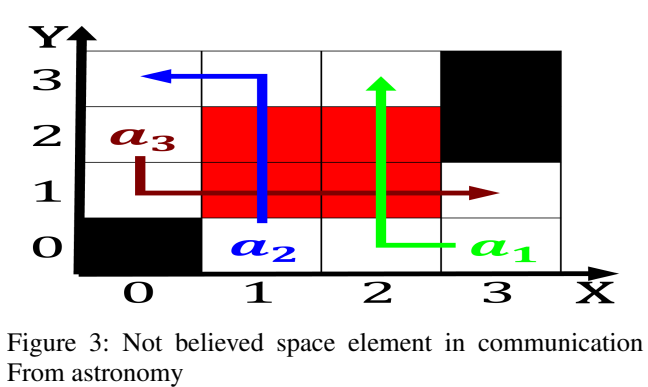 Y
3
2
a3
1
0
a2
a1
0 1 2 3 X
Figure 3: Not believed space element in communication
From astronomy